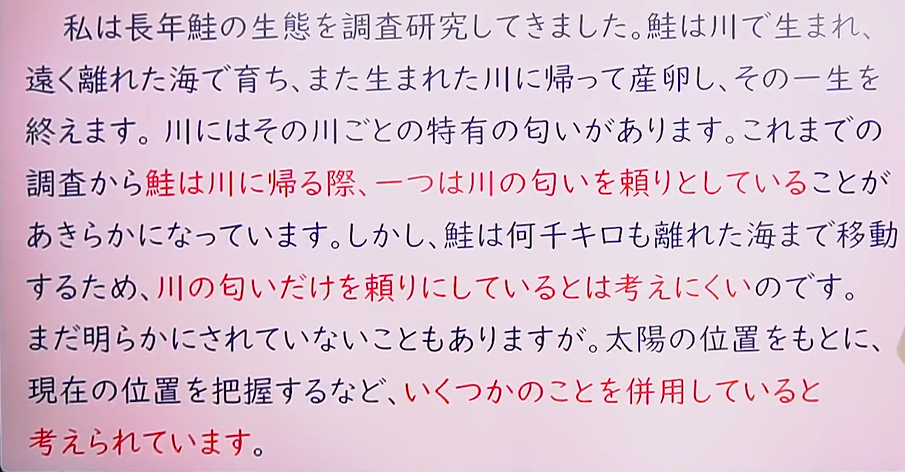 私は長年鮭の生態を調査研究してきました。鮭は川で生まれ、
遠く離れた海で育ち、また生まれた川に帰って産卵し、その一生を
終えます。川にはその川ごとの特有の匂いがあります。これまでの
調査から鮭は川に帰る際、一つは川の匂いを頼りとしていることが
あきらかになっています。しかし、鮭は何千キロも離れた海まで移動
するため、川の匂いだけを頼りにしているとは考えにくいのです。
まだ明らかにされていないこともありますが。太陽の位置をもとに、
現在の位置を把握するなど、いくつかのことを併用していると
考えられています。